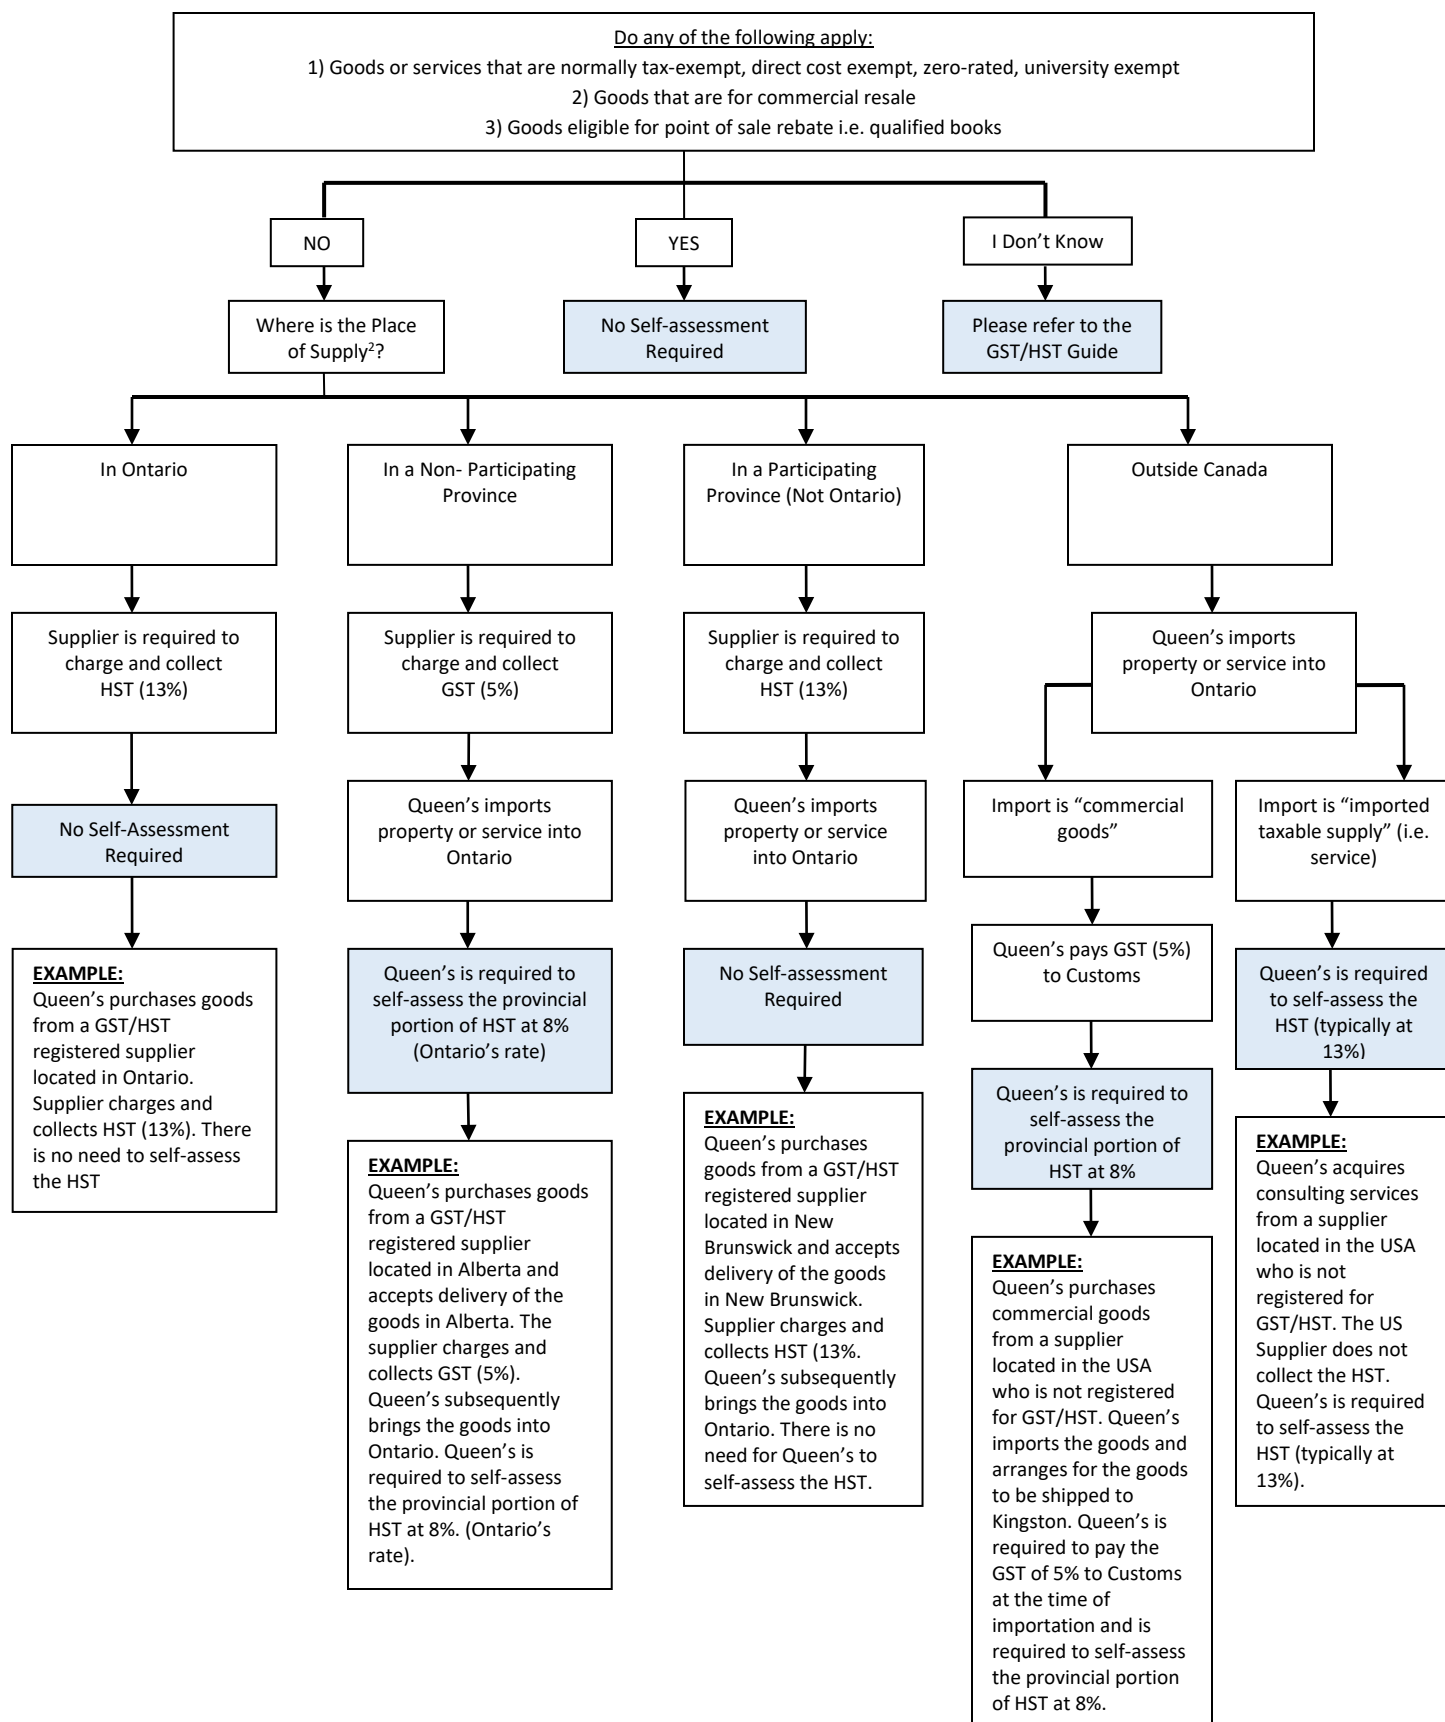 Do any of the following apply:
1) Goods or services that are normally tax-exempt, direct cost exempt, zero-rated, university exempt
2) Goods that are for commercial resale
3) Goods eligible for point of sale rebate i.e. qualified books
NO
YES
I Don’t Know
Where is the Place
of Supply²?
No Self-assessment
Required
Please refer to the
GST/HST Guide
In Ontario
In a Non- Participating
Province
In a Participating
Province (Not Ontario)
Outside Canada
Supplier is required to
charge and collect
HST (13%)
Supplier is required to
charge and collect
GST (5%)
Supplier is required to
charge and collect
HST (13%)
Queen’s imports
property or service into
Ontario
No Self-Assessment
Required
Queen’s imports
property or service into
Ontario
Queen’s imports
property or service
into Ontario
Import is “commercial
goods”
Import is “imported
taxable supply” (i.e.
service)
EXAMPLE:
Queen’s purchases goods
from a GST/HST
registered supplier
located in Ontario.
Supplier charges and
collects HST (13%). There
is no need to self-assess
the HST
Queen’s is required to
self-assess the provincial
portion of HST at 8%
(Ontario’s rate)
No Self-assessment
Required
Queen’s pays GST (5%)
to Customs
Queen’s is required
to self-assess the
HST (typically at
13%)
Queen’s is required to
self-assess the
provincial portion of
HST at 8%
EXAMPLE:
Queen’s purchases goods
from a GST/HST
registered supplier
located in Alberta and
accepts delivery of the
goods in Alberta. The
supplier charges and
collects GST (5%).
Queen’s subsequently
brings the goods into
Ontario. Queen’s is
required to self-assess
the provincial portion of
HST at 8%. (Ontario’s
rate).
EXAMPLE:
Queen’s purchases
goods from a GST/HST
registered supplier
located in New
Brunswick and accepts
delivery of the goods
in New Brunswick.
Supplier charges and
collects HST (13%.
Queen’s subsequently
brings the goods into
Ontario. There is no
need for Queen’s to
self-assess the HST.
EXAMPLE:
Queen’s purchases
commercial goods
from a supplier
located in the USA
who is not registered
for GST/HST. Queen’s
imports the goods and
arranges for the goods
to be shipped to
Kingston. Queen’s is
required to pay the
GST of 5% to Customs
at the time of
importation and is
required to self-assess
the provincial portion
of HST at 8%.
EXAMPLE:
Queen’s acquires
consulting services
from a supplier
located in the USA
who is not
registered for
GST/HST. The US
Supplier does not
collect the HST.
Queen’s is required
to self-assess the
HST (typically at
13%).